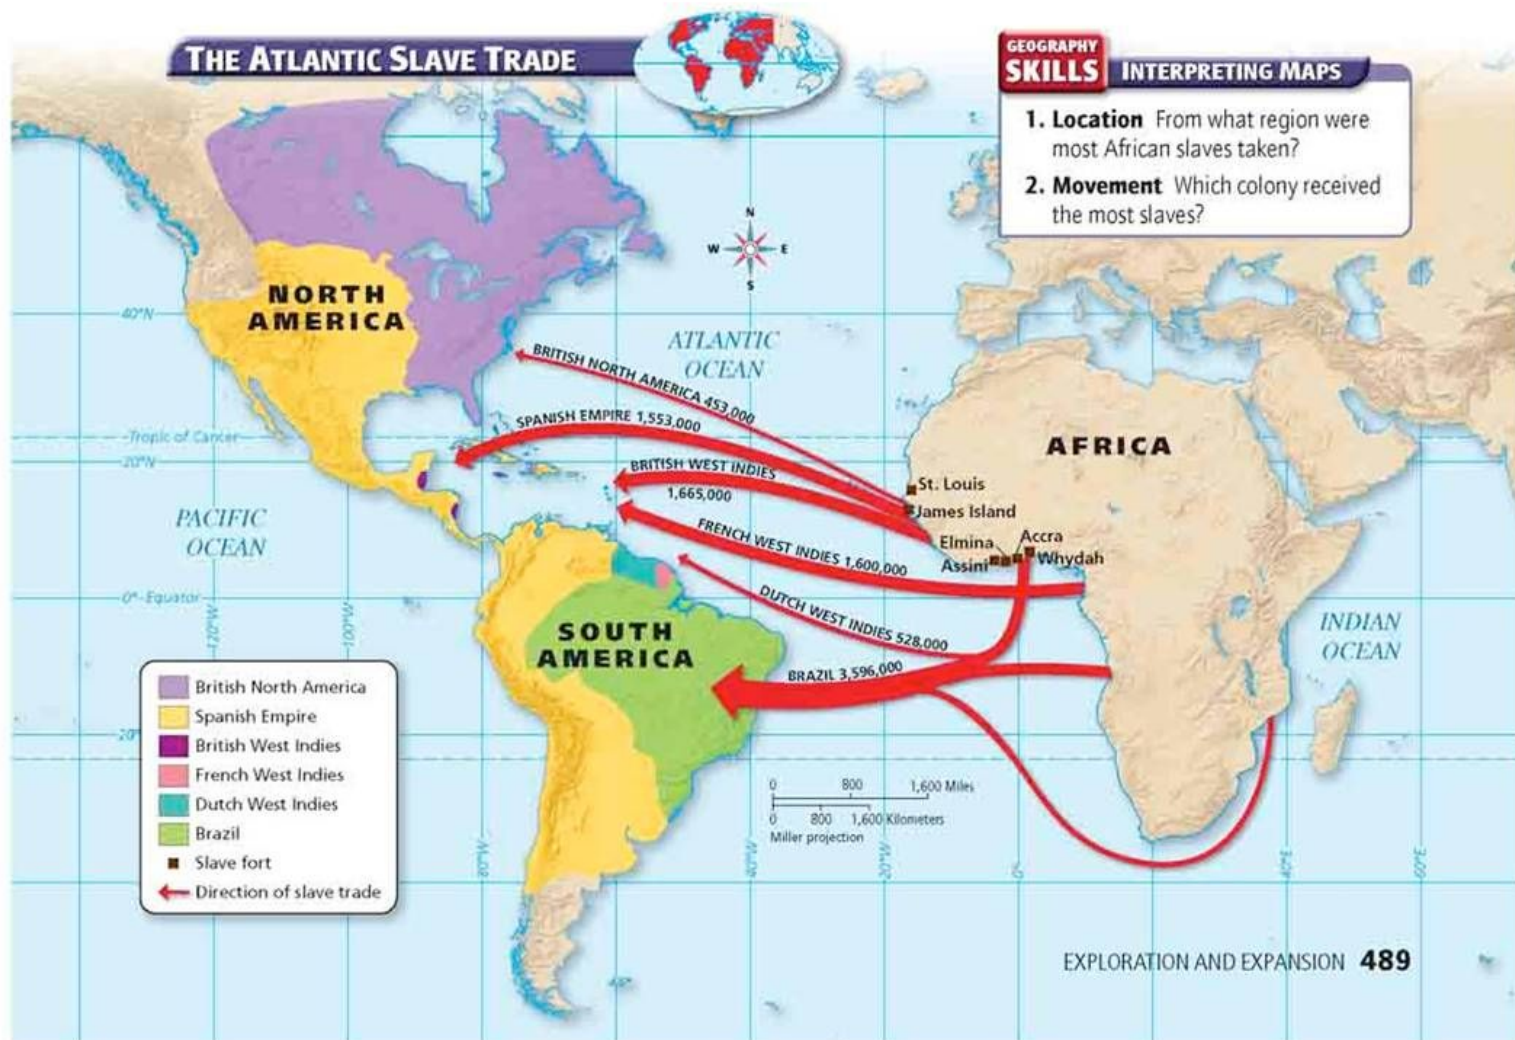 THE ATLANTIC SLAVE TRADE
GEOGRAPHY
SKILLS
INTERPRETING MAPS
1. Location From what region were
most African slaves taken?
2. Movement Which colony received
the most slaves?
N
W
E
S
NORTH
AMERICA
40°N
ATLANTIC
OCEAN
BRITISH NORTH AMERICA 453,000
SPANISH EMPIRE 1,553,000
AFRICA
Tropic of Cancer
20°N
BRITISH WEST INDIES
1,665,000
St. Louis
James Island
PACIFIC
OCEAN
FRENCH WEST INDIES 1,600,000
Elmina
Accra
Assini
Whydah
DUTCH WEST INDIES 528,000
0° Equator
120°W
100°W
INDIAN
OCEAN
SOUTH
AMERICA
BRAZIL 3,596,000
British North America
Spanish Empire
British West Indies
French West Indies
Dutch West Indies
Brazil
Slave fort
Direction of slave trade
20°
0 800 1,600 Miles
0 800 1,600 Kilometers
Miller projection
80°W
40°W
20°W
0°
40°E
60°E
EXPLORATION AND EXPANSION 489